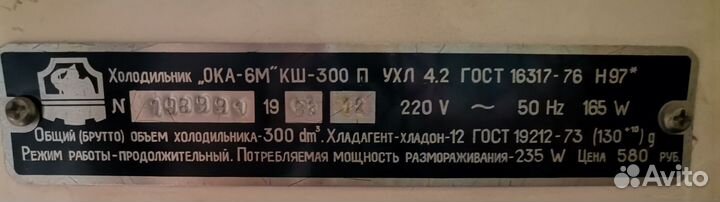 Холодильник „ОКА-6М" КШ-300 П УХЛ 4.2 ГОСТ 16317-76 Н97*
N 19 12 220 V ~ 50 Hz 165 W
Общий (брутто) объем холодильника-300 dm³. Хладагент-хладон-12 ГОСТ 19212-73 (130⁺¹⁰) g
Режим работы-продолжительный. Потребляемая мощность размораживания-235 W Цена 580 руб.
Avito